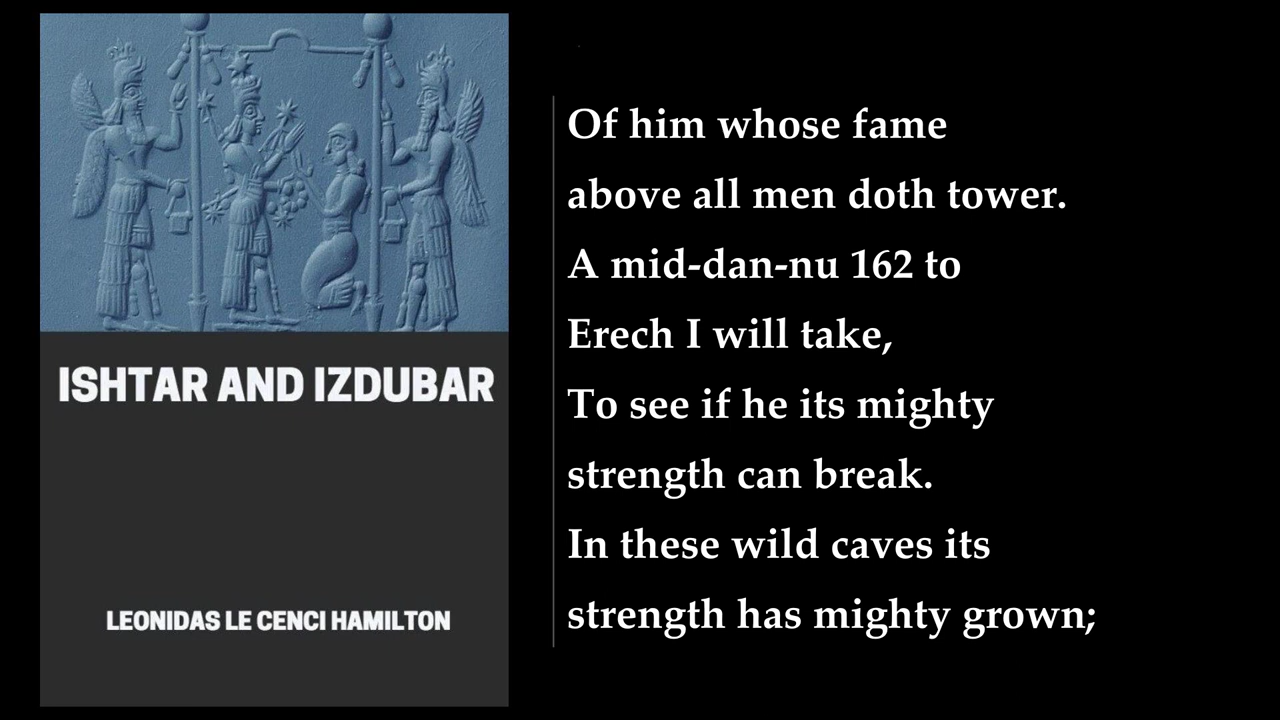 ISHTAR AND IZDUBAR
LEONIDAS LE CENCI HAMILTON
Of him whose fame
above all men doth tower.
A mid-dan-nu 162 to
Erech I will take,
To see if he its mighty
strength can break.
In these wild caves its
strength has mighty grown;